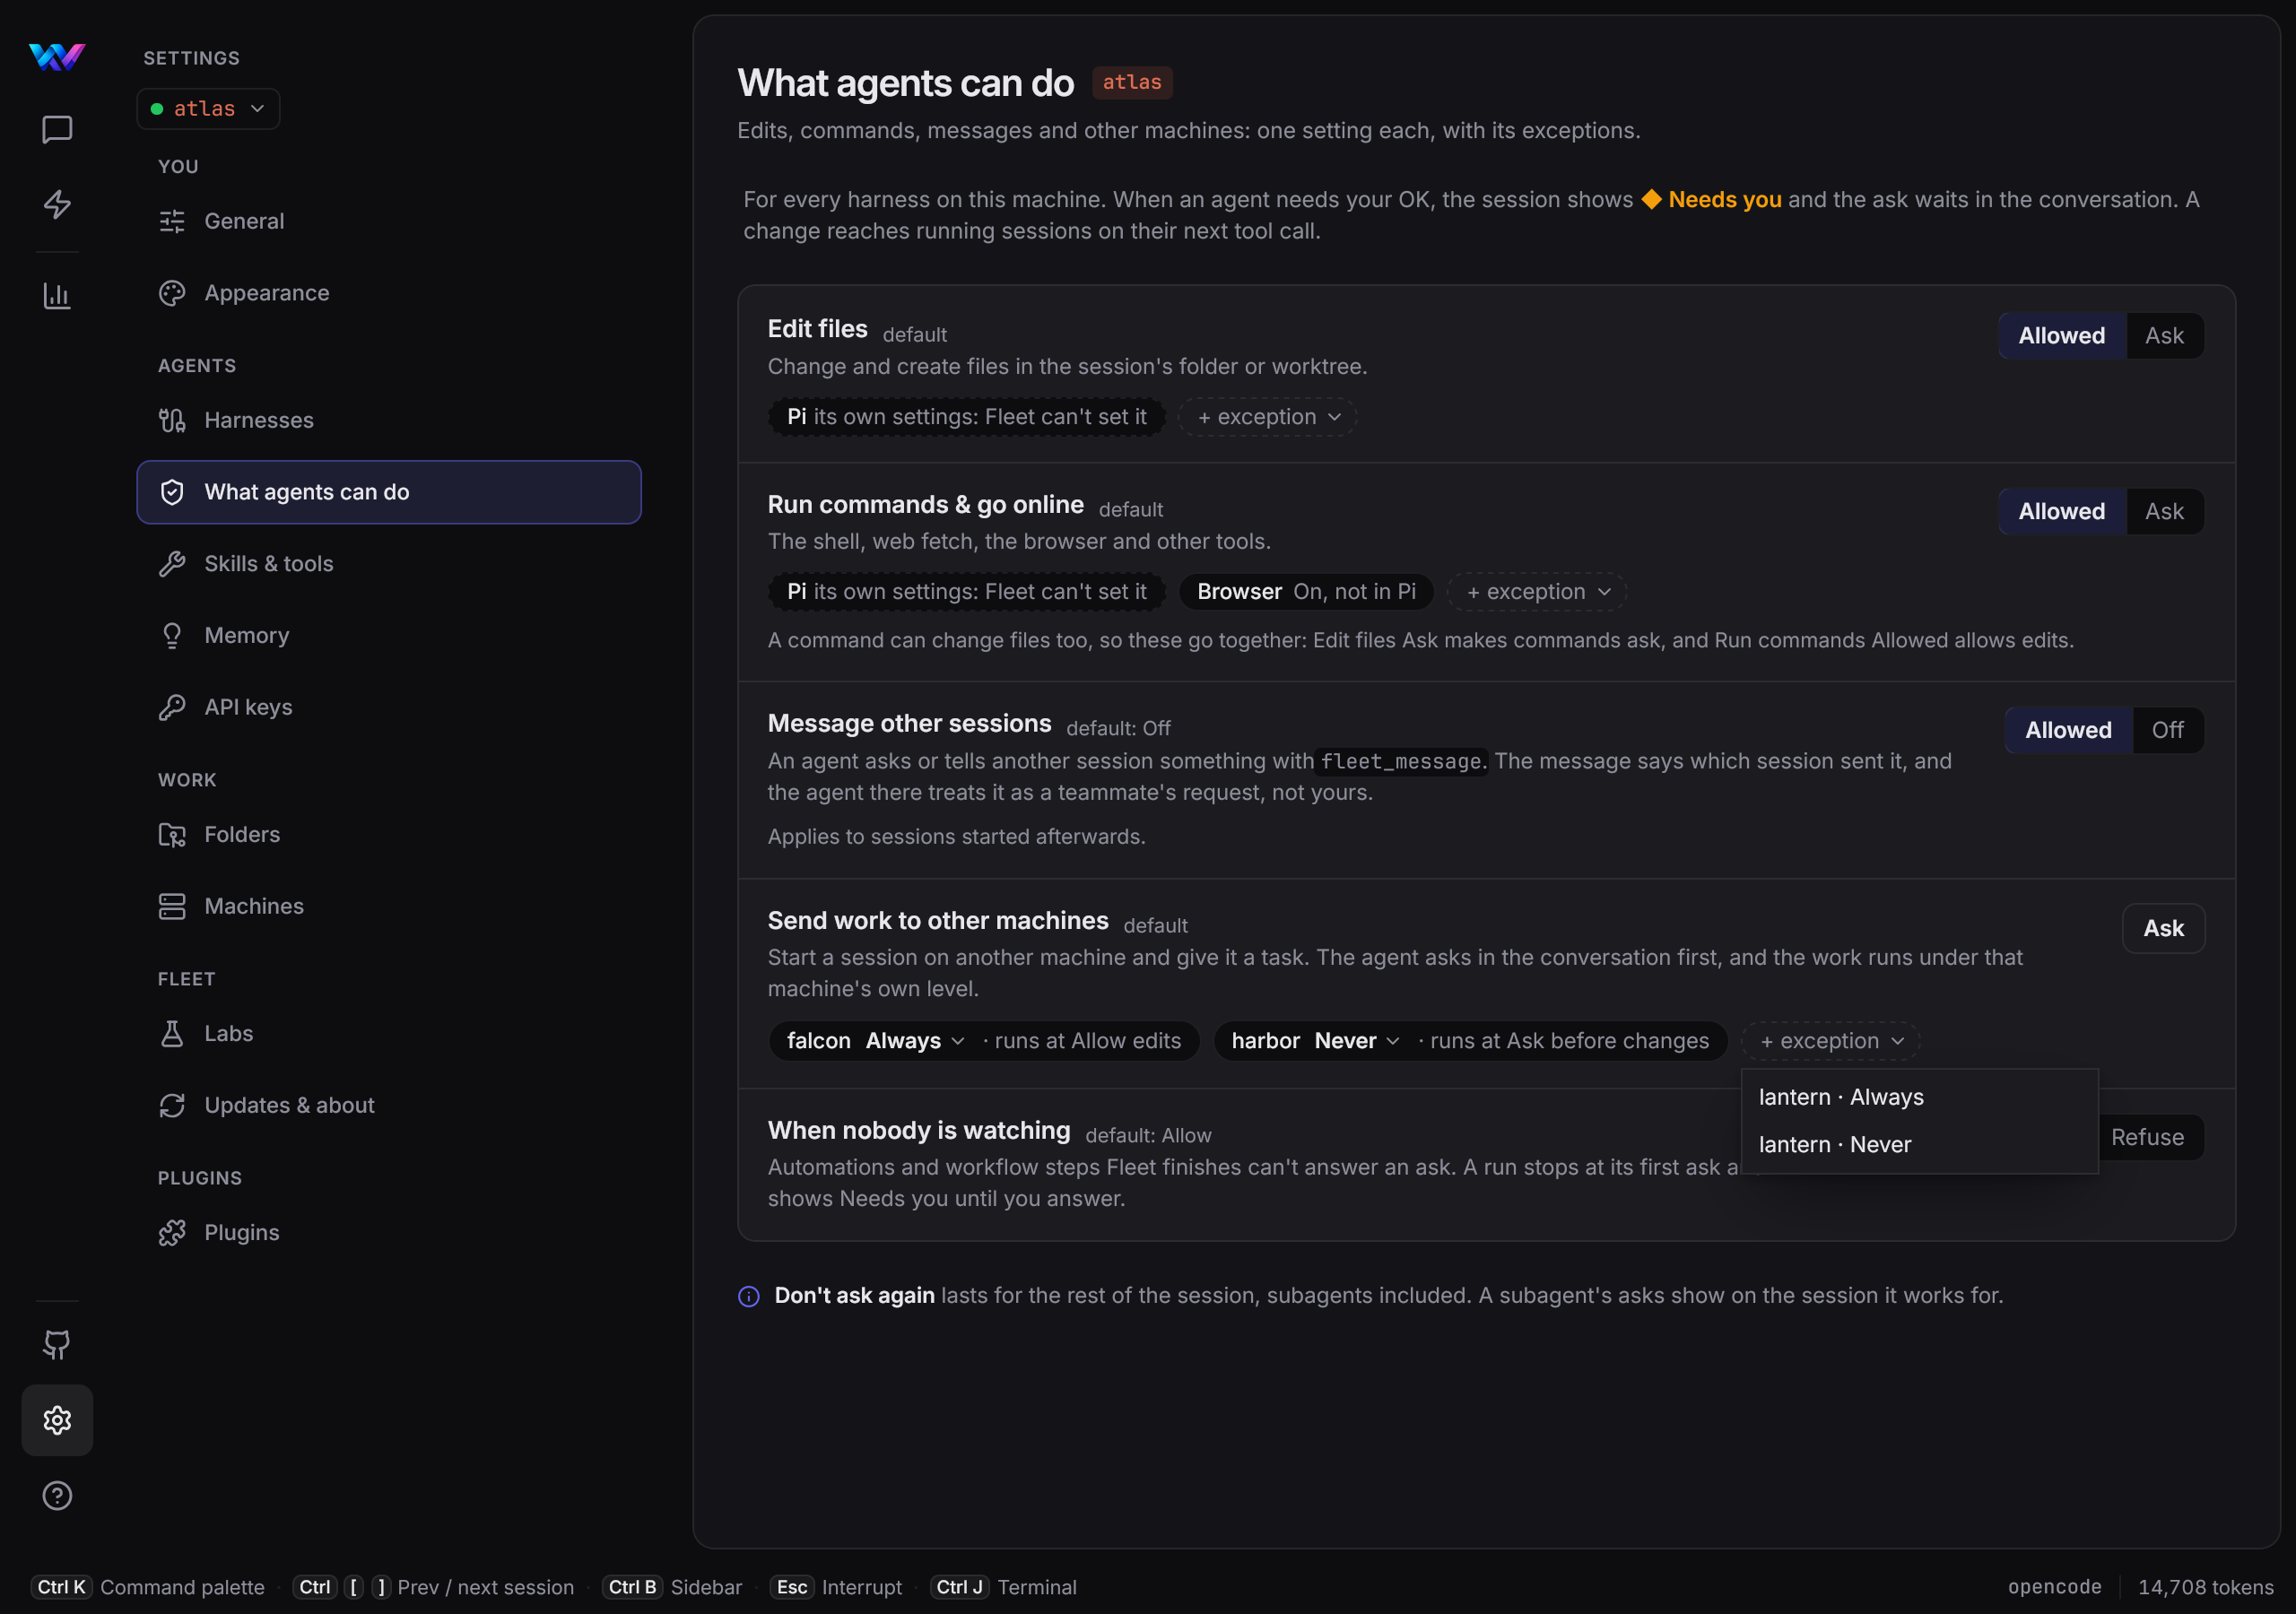 SETTINGS
atlas
YOU
General
Appearance
AGENTS
Harnesses
What agents can do
Skills & tools
Memory
API keys
WORK
Folders
Machines
FLEET
Labs
Updates & about
PLUGINS
Plugins
What agents can do atlas
Edits, commands, messages and other machines: one setting each, with its exceptions.
For every harness on this machine. When an agent needs your OK, the session shows Needs you and the ask waits in the conversation. A
change reaches running sessions on their next tool call.
Edit files default
Allowed Ask
Change and create files in the session's folder or worktree.
Pi its own settings: Fleet can't set it + exception
Run commands & go online default
Allowed Ask
The shell, web fetch, the browser and other tools.
Pi its own settings: Fleet can't set it Browser On, not in Pi + exception
A command can change files too, so these go together: Edit files Ask makes commands ask, and Run commands Allowed allows edits.
Message other sessions default: Off
Allowed Off
An agent asks or tells another session something with fleet_message. The message says which session sent it, and
the agent there treats it as a teammate's request, not yours.
Applies to sessions started afterwards.
Send work to other machines default
Ask
Start a session on another machine and give it a task. The agent asks in the conversation first, and the work runs under that
machine's own level.
falcon Always · runs at Allow edits harbor Never · runs at Ask before changes + exception
lantern · Always
lantern · Never
When nobody is watching default: Allow
Refuse
Automations and workflow steps Fleet finishes can't answer an ask. A run stops at its first ask
shows Needs you until you answer.
Don't ask again lasts for the rest of the session, subagents included. A subagent's asks show on the session it works for.
Ctrl K Command palette · Ctrl [ ] Prev / next session · Ctrl B Sidebar · Esc Interrupt · Ctrl J Terminal
opencode 14,708 tokens